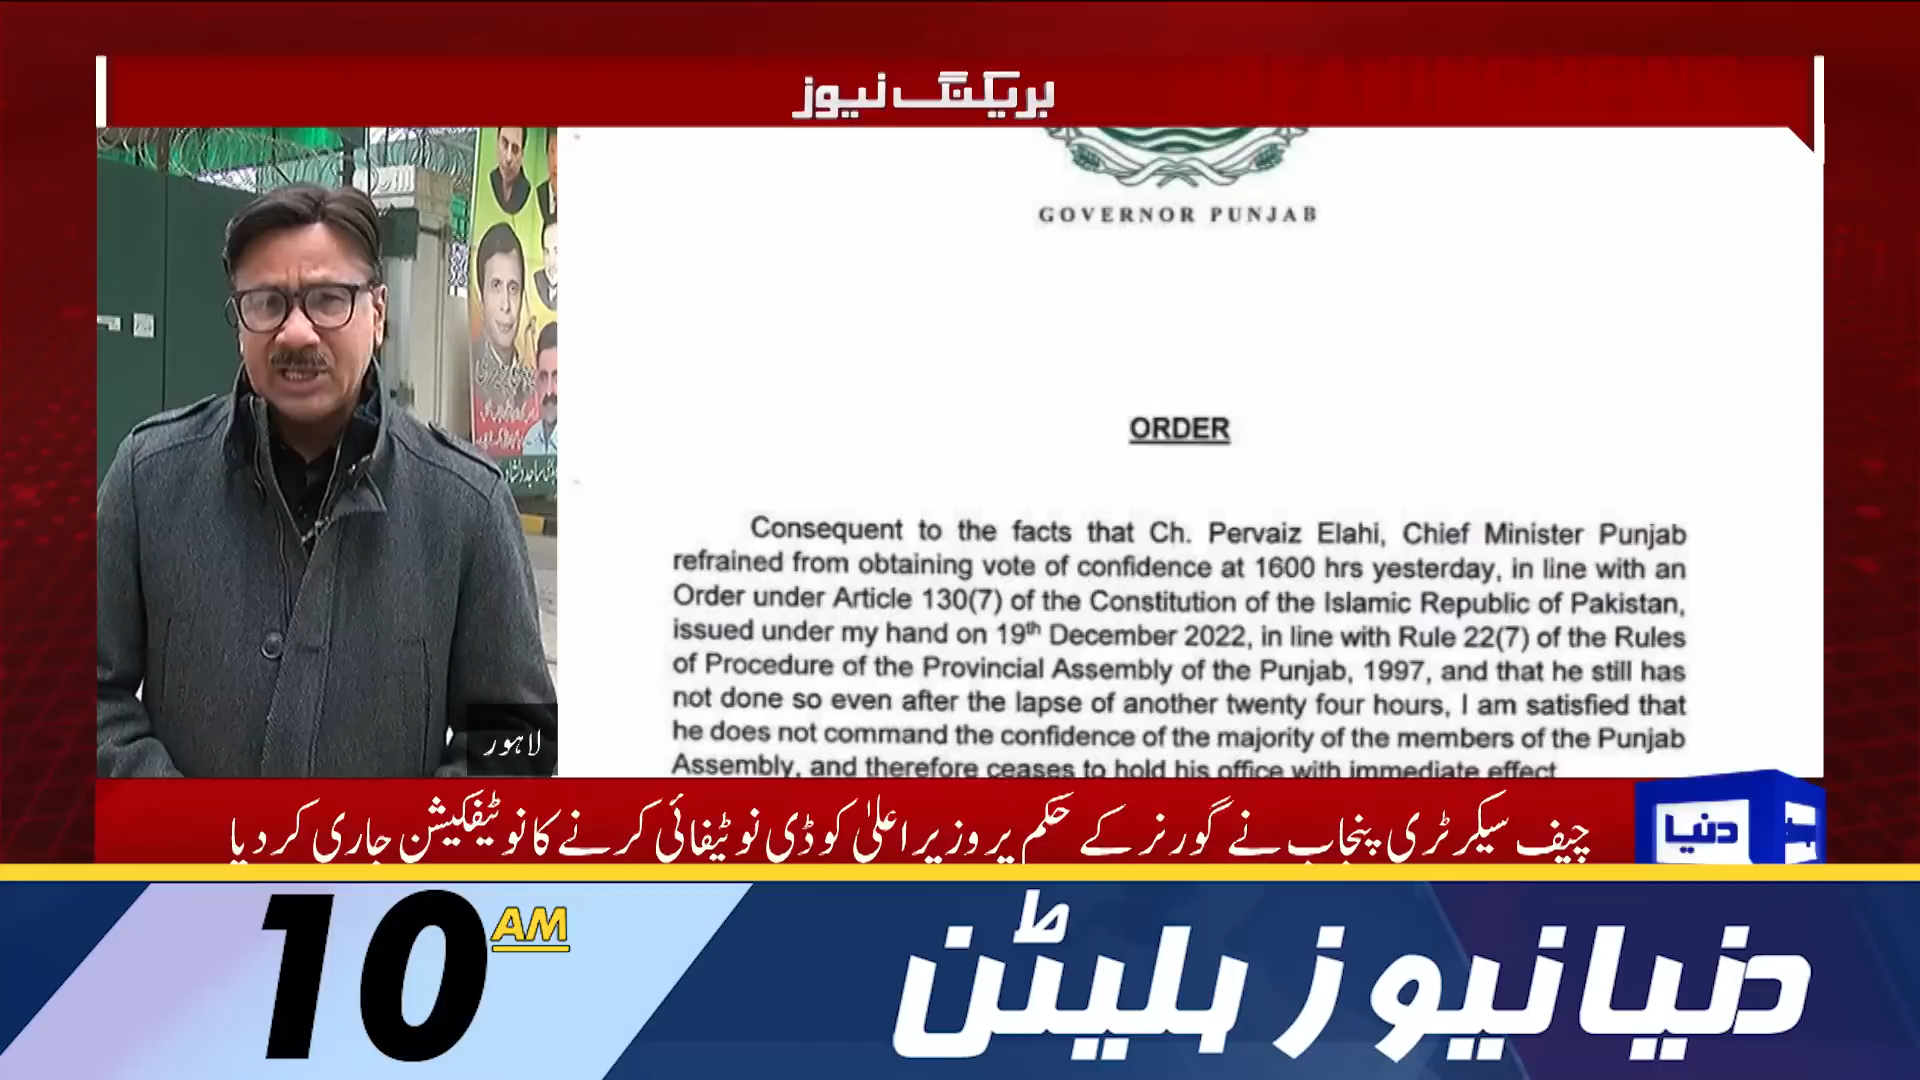 بریکنگ نیوز
GOVERNOR PUNJAB
ORDER
Consequent to the facts that Ch. Pervaiz Elahi, Chief Minister Punjab
refrained from obtaining vote of confidence at 1600 hrs yesterday, in line with an
Order under Article 130(7) of the Constitution of the Islamic Republic of Pakistan,
issued under my hand on 19th December 2022, in line with Rule 22(7) of the Rules
of Procedure of the Provincial Assembly of the Punjab, 1997, and that he still has
not done so even after the lapse of another twenty four hours, I am satisfied that
he does not command the confidence of the majority of the members of the Punjab
Assembly, and therefore ceases to hold his office with immediate effect
لاہور
چیف سیکرٹری پنجاب نے گورنر کے حکم پر وزیر اعلیٰ کو ڈی نوٹیفائی کرنے کا نوٹیفکیشن جاری کر دیا
دنیا
10 AM
دنیا نیوز بلیٹن